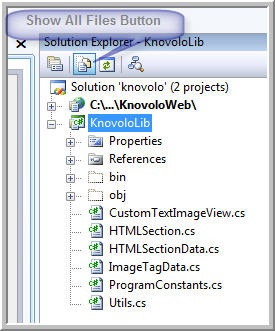 Show All Files Button
Solution Explorer - KnovoloLib
Solution 'knovolo' (2 projects)
C:\...\KnovoloWeb\
KnovoloLib
Properties
References
bin
obj
CustomTextImageView.cs
HTMLSection.cs
HTMLSectionData.cs
ImageTagData.cs
ProgramConstants.cs
Utils.cs